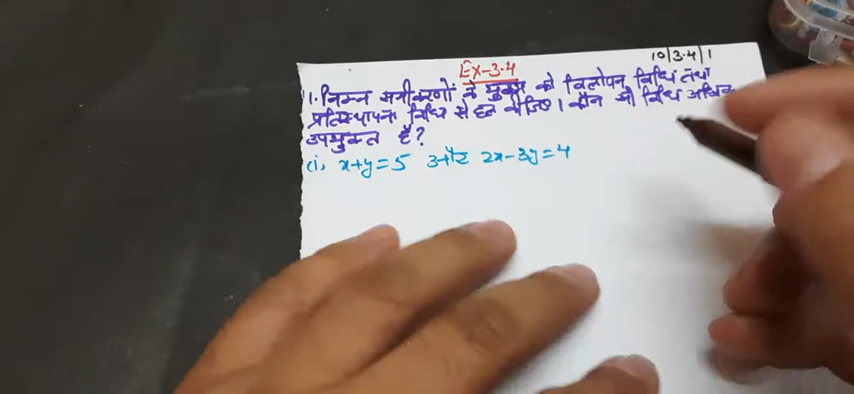 10/3.4/1
EX-3.4
1. निम्न समीकरणों के युग्म को विलोपन विधि तथा
प्रतिस्थापना विधि से हल कीजिए। कौन सी विधि अधिक
उपयुक्त है?
(i) x+y=5 और 2x-3y=4